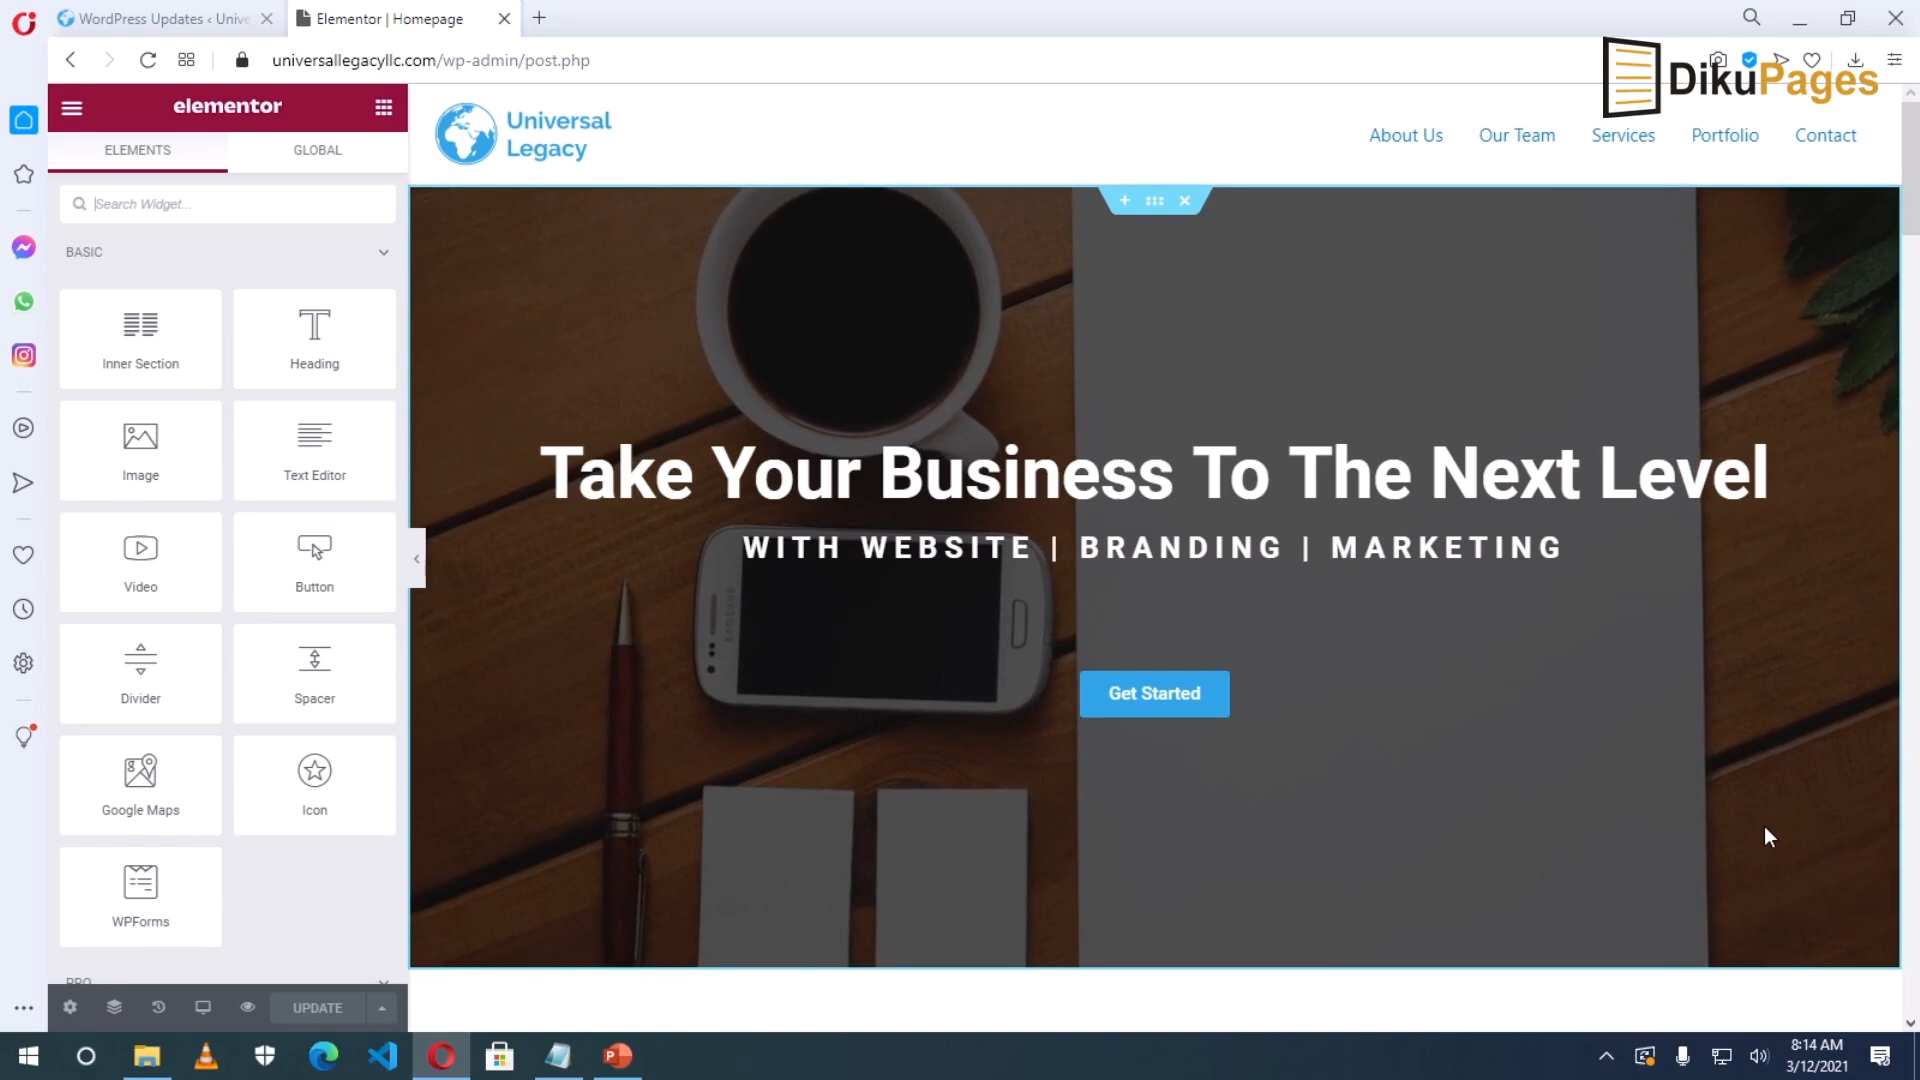 WordPress Updates ‹ Unive
Elementor | Homepage
universallegacyllc.com/wp-admin/post.php
DikuPages
elementor
ELEMENTS
GLOBAL
Search Widget...
BASIC
Inner Section
Heading
Image
Text Editor
Video
Button
Divider
Spacer
Google Maps
Icon
WPForms
PRO
UPDATE
Universal
Legacy
About Us
Our Team
Services
Portfolio
Contact
Take Your Business To The Next Level
WITH WEBSITE | BRANDING | MARKETING
Get Started
SAMSUNG
8:14 AM
3/12/2021